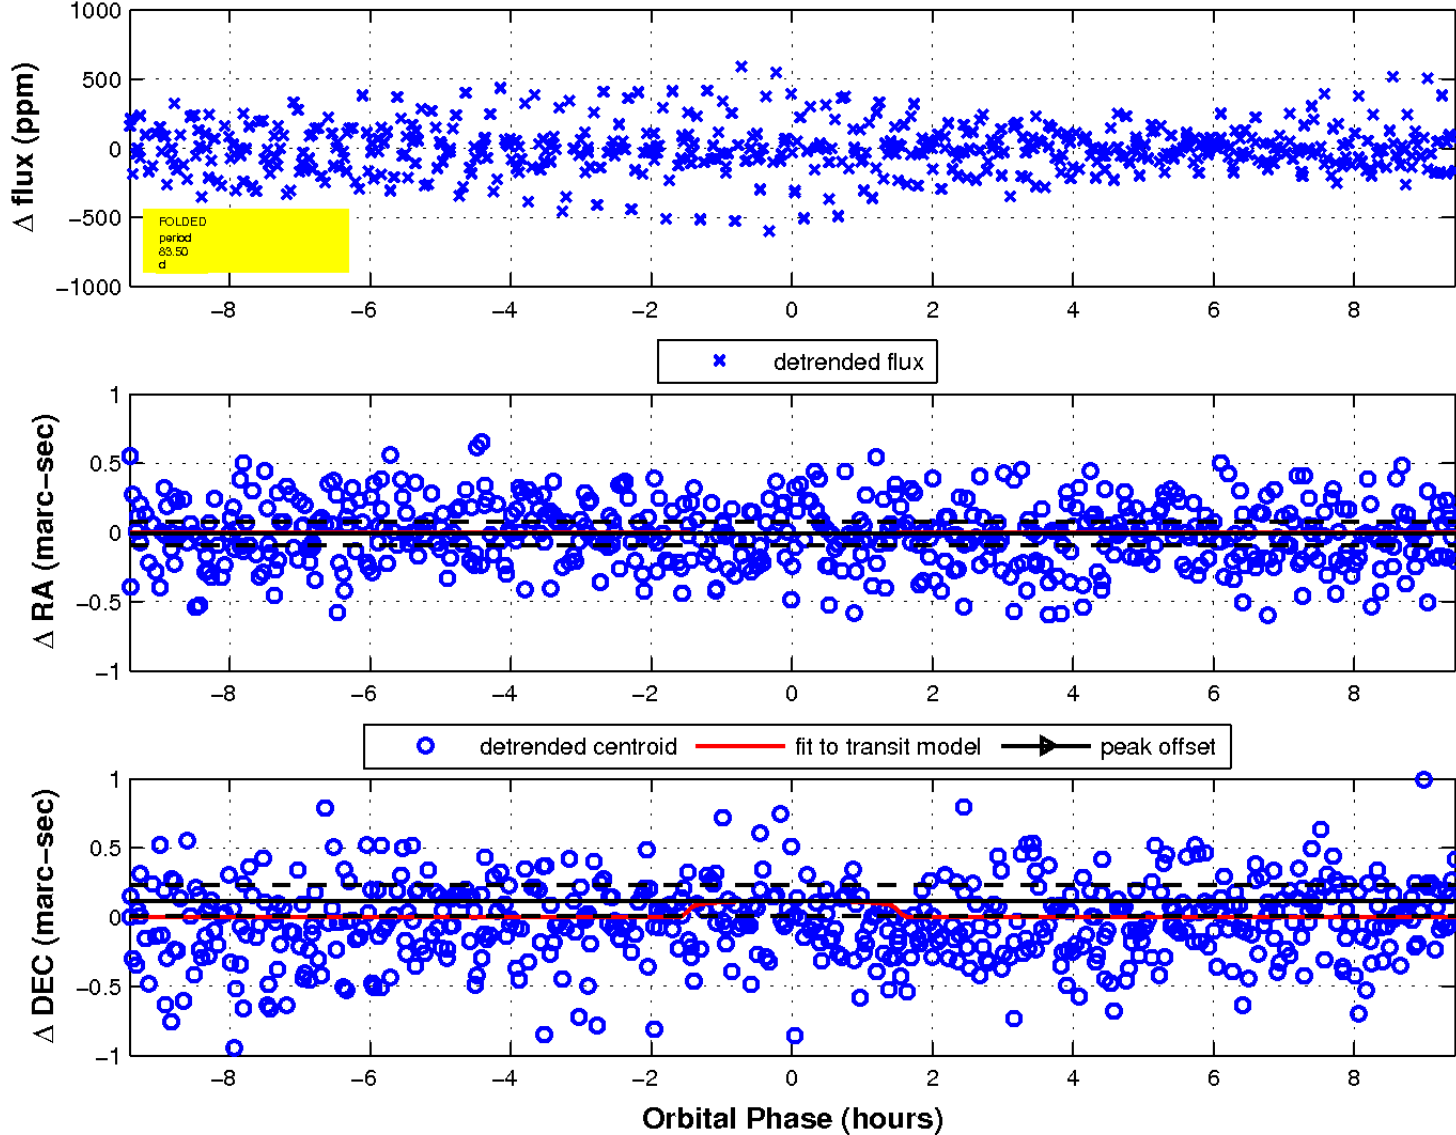 1000
500
0
−500
−1000
Δ flux (ppm)
FOLDED
period
83.50
d
−8 −6 −4 −2 0 2 4 6 8
detrended flux
1
0.5
0
−0.5
−1
Δ RA (marc−sec)
−8 −6 −4 −2 0 2 4 6 8
detrended centroid fit to transit model peak offset
1
0.5
0
−0.5
−1
Δ DEC (marc−sec)
−8 −6 −4 −2 0 2 4 6 8
Orbital Phase (hours)